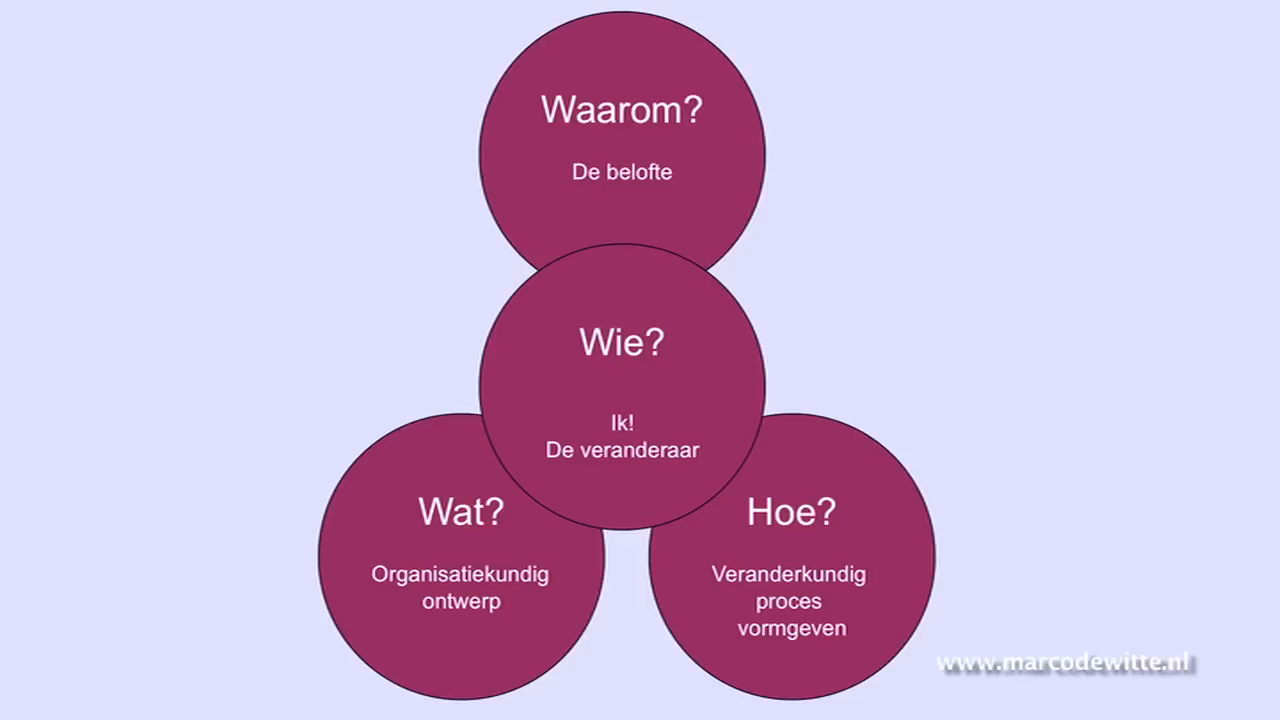 Waarom?
De belofte
Wie?
Ik!
De veranderaar
Wat?
Organisatiekundig
ontwerp
Hoe?
Veranderkundig
proces
vormgeven
www.marcodewitte.nl